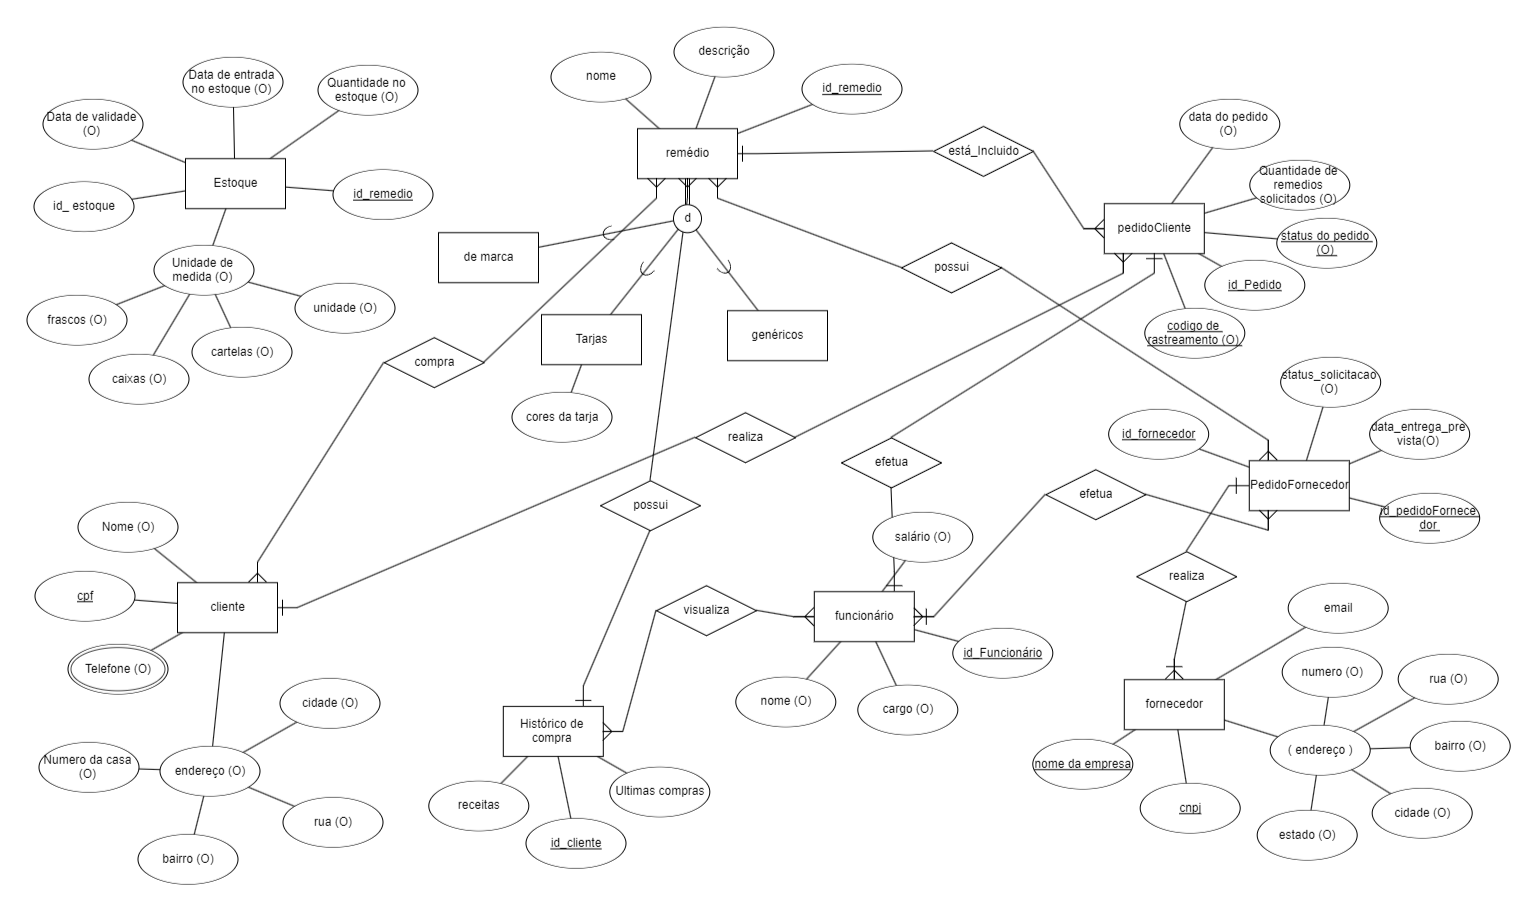 Data de entrada
no estoque (O)
Quantidade no
estoque (O)
Data de validade
(O)
Estoque
id_ estoque
id_remedio
Unidade de
medida (O)
frascos (O)
unidade (O)
cartelas (O)
caixas (O)
nome
descrição
id_remedio
remédio
d
de marca
Tarjas
genéricos
cores da tarja
está_Incluido
data do pedido
(O)
Quantidade de
remedios
solicitados (O)
pedidoCliente
status do pedido
(O)
id_Pedido
codigo de
rastreamento (O)
possui
compra
realiza
efetua
possui
efetua
status_solicitacao
(O)
id_fornecedor
data_entrega_pre
vista(O)
PedidoFornecedor
id_pedidoFornece
dor
realiza
Nome (O)
cpf
cliente
Telefone (O)
cidade (O)
Numero da casa
(O)
endereço (O)
rua (O)
bairro (O)
salário (O)
visualiza
funcionário
id_Funcionário
nome (O)
cargo (O)
Histórico de
compra
receitas
Ultimas compras
id_cliente
email
fornecedor
numero (O)
rua (O)
( endereço )
bairro (O)
nome da empresa
cnpj
cidade (O)
estado (O)